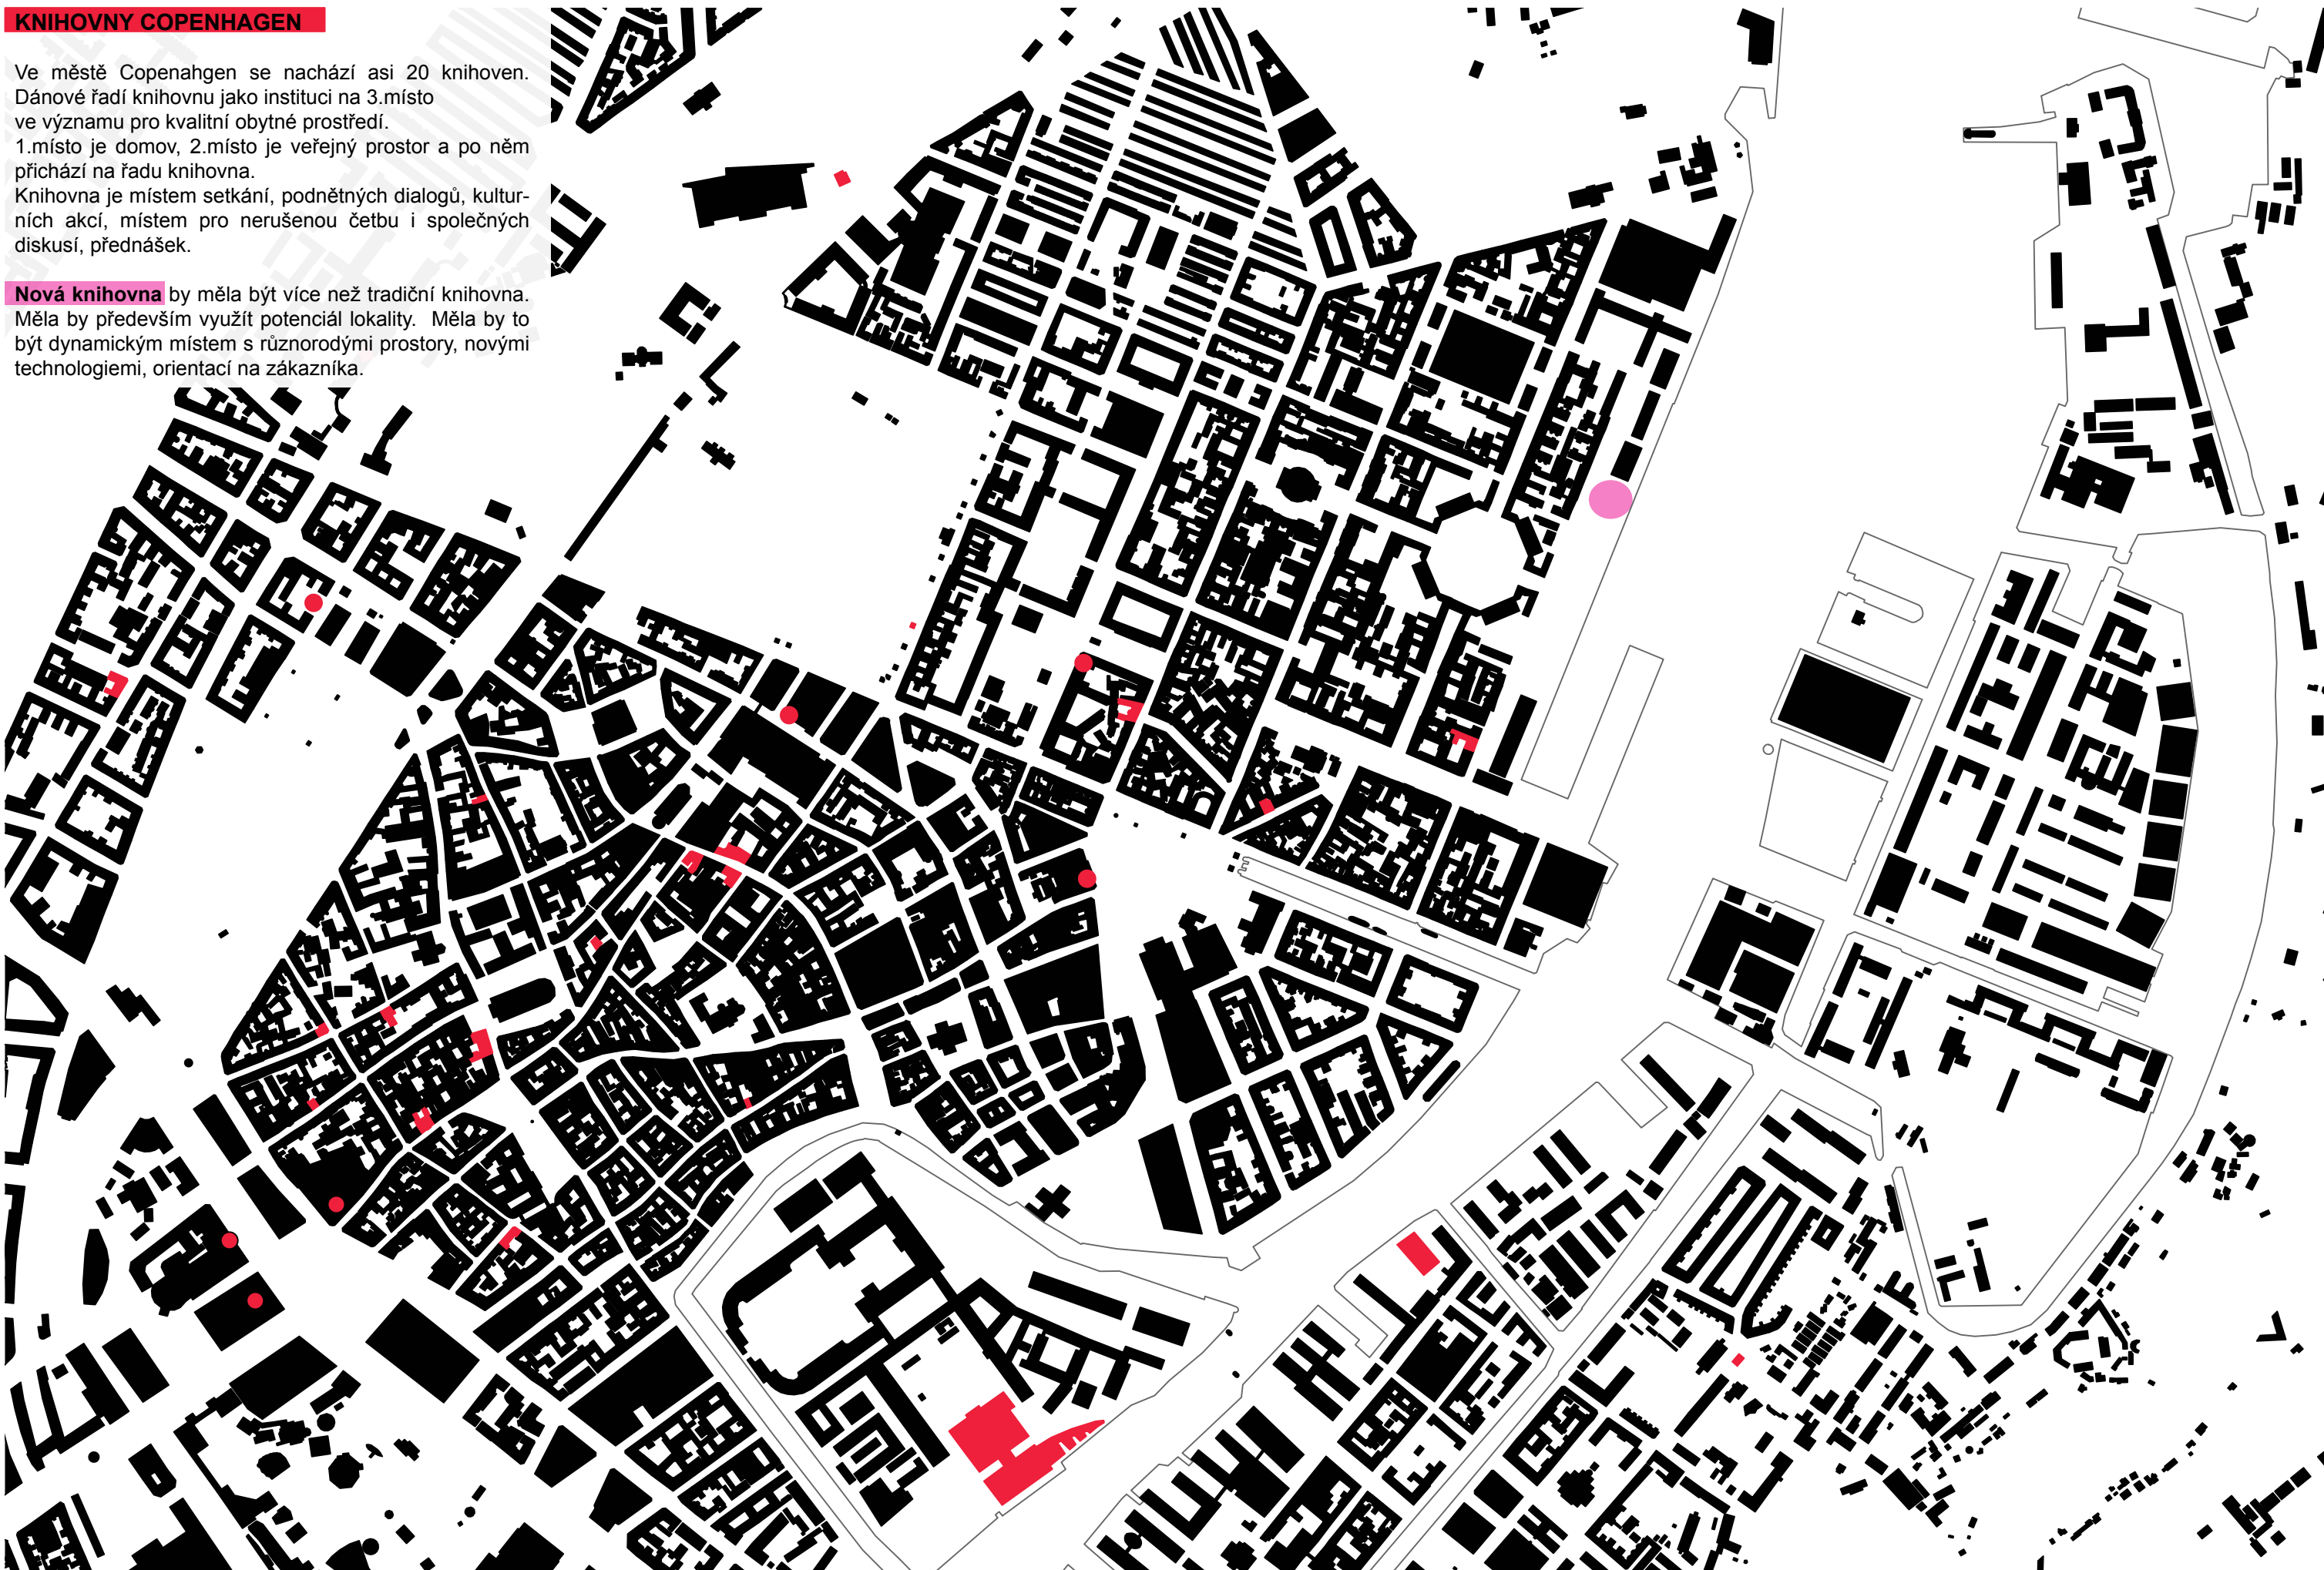 KNIHOVNY COPENHAGEN
Ve městě Copenahgen se nachází asi 20 knihoven.
Dánové řadí knihovnu jako instituci na 3.místo
ve významu pro kvalitní obytné prostředí.
1.místo je domov, 2.místo je veřejný prostor a po něm
přichází na řadu knihovna.
Knihovna je místem setkání, podnětných dialogů, kultur-
ních akcí, místem pro nerušenou četbu i společných
diskusí, přednášek.
Nová knihovna by měla být více než tradiční knihovna.
Měla by především využít potenciál lokality. Měla by to
být dynamickým místem s různorodými prostory, novými
technologiemi, orientací na zákazníka.